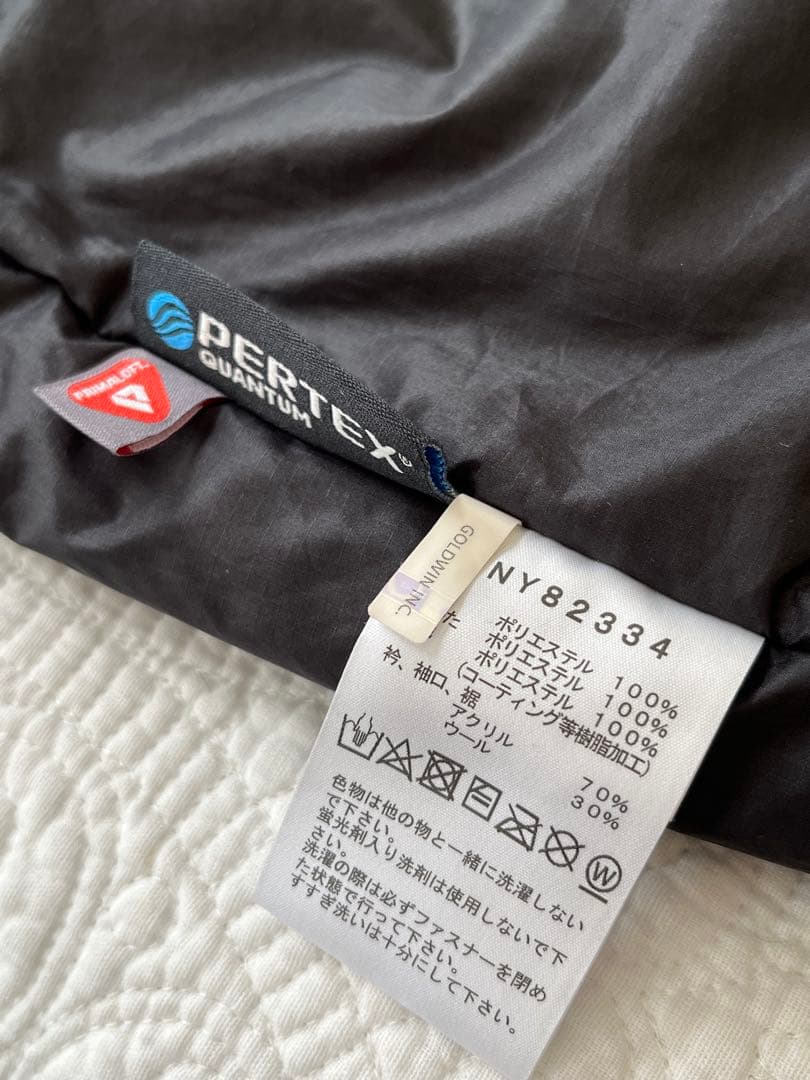 PERTEX®
QUANTUM
PRIMALOFT
GOLDWIN INC.
NY82334
た ポリエステル 100%
ポリエステル 100%
ポリエステル 100%
(コーティング等樹脂加工)
衿、袖口、裾
アクリル 70%
ウール 30%
W
色物は他の物と一緒に洗濯しない
で下さい。
蛍光剤入り洗剤は使用しないで下
さい。
洗濯の際は必ずファスナーを閉め
た状態で行って下さい。
すすぎ洗いは十分にして下さい。